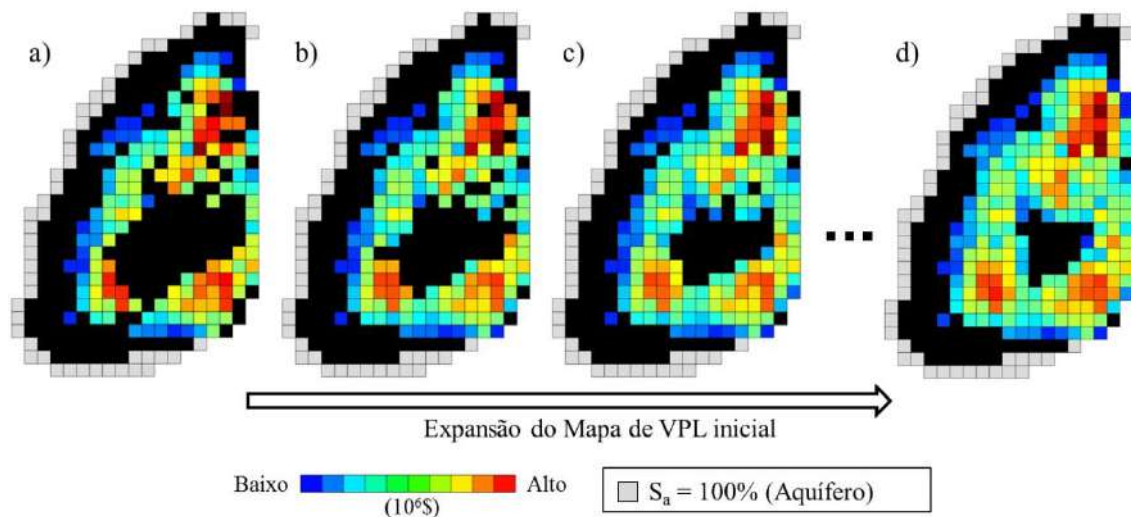 a) b) c) d)
...
Expansão do Mapa de VPL inicial
Baixo Alto
(10⁶$)
Sₐ = 100% (Aquífero)